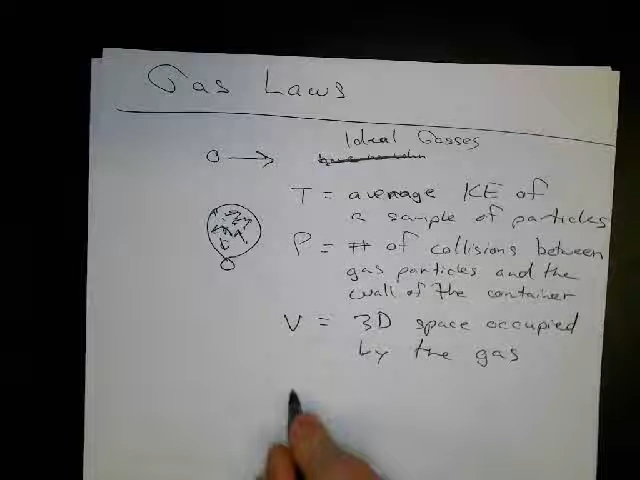 Gas Laws
Ideal Gasses
T = average KE of
a sample of particles
P = # of collisions between
gas particles and the
wall of the container
V = 3D space occupied
by the gas